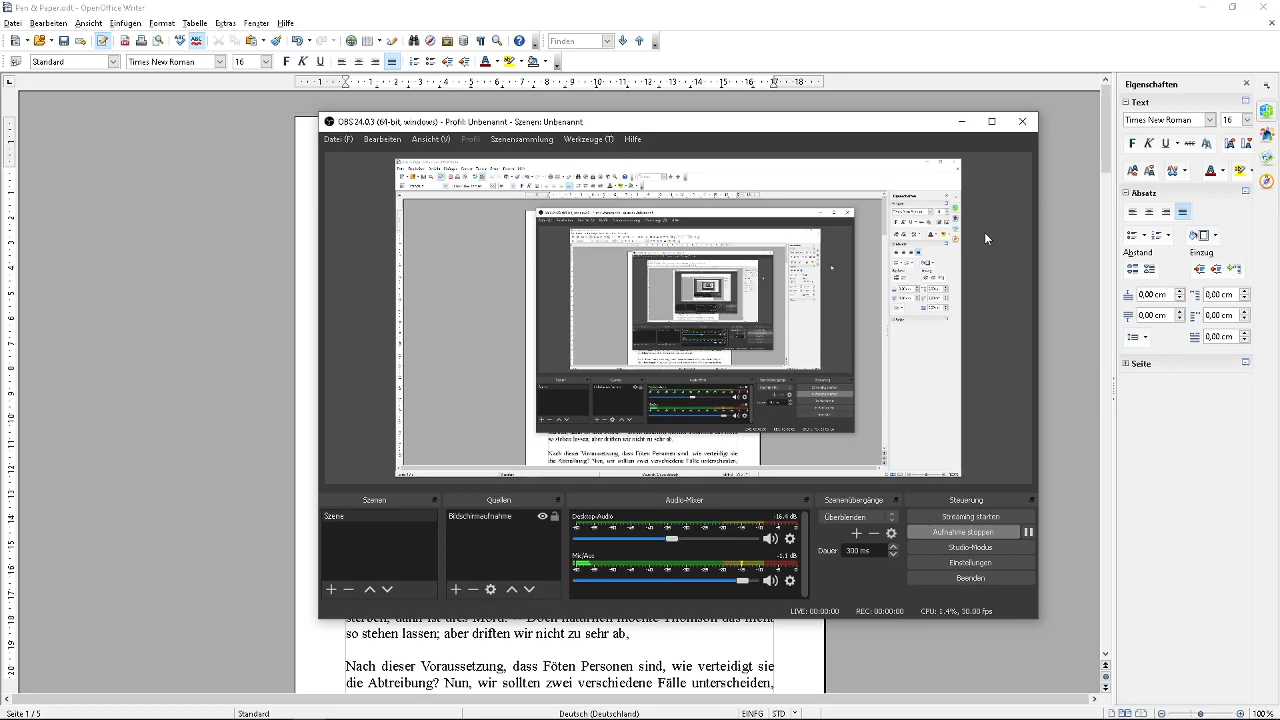 Pen & Paper.odt - OpenOffice Writer
Datei Bearbeiten Ansicht Einfügen Format Tabelle Extras Fenster Hilfe
Finden
Standard Times New Roman 16
Eigenschaften
Text
Times New Roman 16
Absatz
Abstand Einzug
0,00 cm 0,00 cm
0,00 cm 0,00 cm
0,00 cm
Seite
OBS 24.0.3 (64-bit, windows) - Profil: Unbenannt - Szenen: Unbenannt
Datei (F) Bearbeiten Ansicht (V) Profil Szenensammlung Werkzeuge (T) Hilfe
Szenen Quellen Audio-Mixer Szenenübergänge Steuerung
Szene
Bildschirmaufnahme
Desktop-Audio -16.4 dB
Mic/Aux -1.1 dB
Überblenden
Dauer 300 ms
Streaming starten
Aufnahme stoppen
Studio-Modus
Einstellungen
Beenden
LIVE: 00:00:00 REC: 00:00:00 CPU: 1.4%, 30.00 fps
so stehen lassen; aber driften wir nicht zu sehr ab,
Nach dieser Voraussetzung, dass Föten Personen sind, wie verteidigt sie
die Abtreibung? Nun, wir sollten zwei verschiedene Fälle unterscheiden,
Seite 1 / 5 Standard Deutsch (Deutschland) EINFG STD 100 %